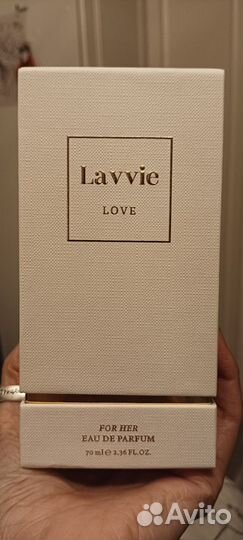 Lavvie
LOVE
FOR HER
EAU DE PARFUM
70 ml e 2.36 FL.OZ.
Avito